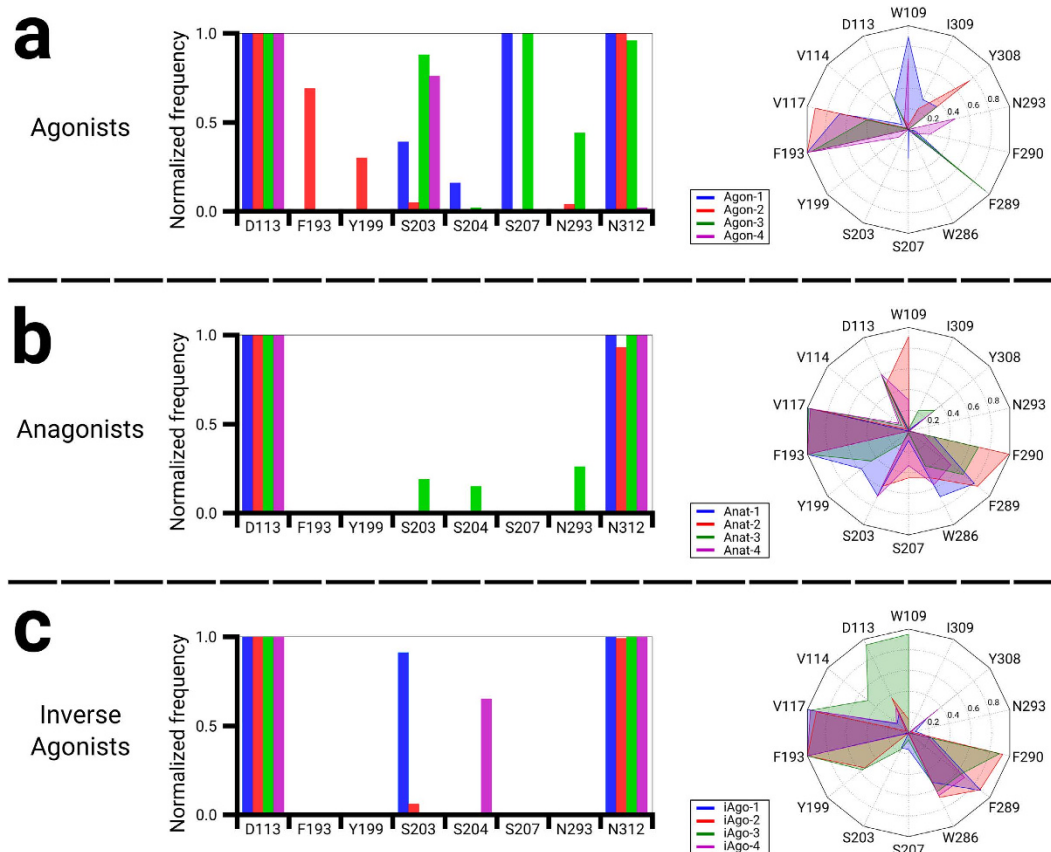 a
Agonists
Normalized frequency
1.0
0.5
0.0
D113 F193 Y199 S203 S204 S207 N293 N312
W109
D113 I309
V114 Y308
V117 N293
0.2 0.4 0.6 0.8
F193 F290
Y199 F289
S203 W286
S207
Agon-1
Agon-2
Agon-3
Agon-4
b
Anagonists
Normalized frequency
1.0
0.5
0.0
D113 F193 Y199 S203 S204 S207 N293 N312
W109
D113 I309
V114 Y308
V117 N293
0.2 0.4 0.6 0.8
F193 F290
Y199 F289
S203 W286
S207
Anat-1
Anat-2
Anat-3
Anat-4
c
Inverse
Agonists
Normalized frequency
1.0
0.5
0.0
D113 F193 Y199 S203 S204 S207 N293 N312
W109
D113 I309
V114 Y308
V117 N293
0.2 0.4 0.6 0.8
F193 F290
Y199 F289
S203 W286
S207
iAgo-1
iAgo-2
iAgo-3
iAgo-4